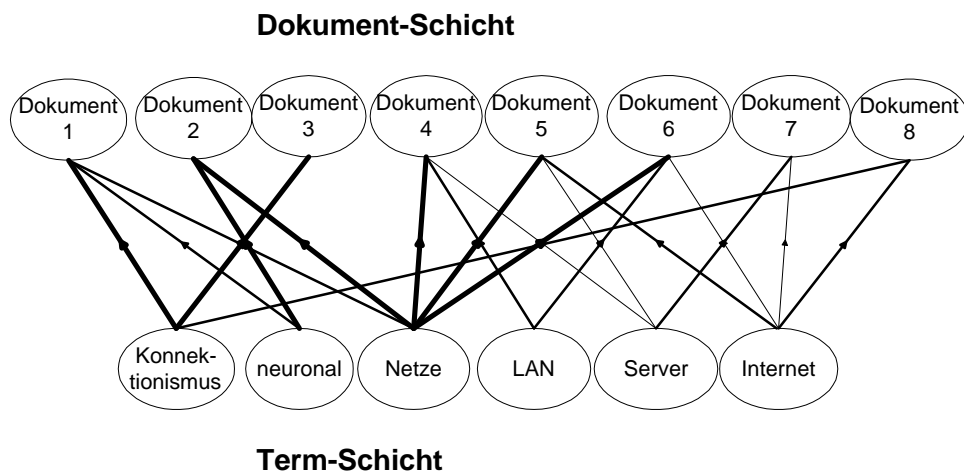 Dokument-Schicht
Dokument
1
Dokument
2
Dokument
3
Dokument
4
Dokument
5
Dokument
6
Dokument
7
Dokument
8
Konnek-
tionismus
neuronal
Netze
LAN
Server
Internet
Term-Schicht